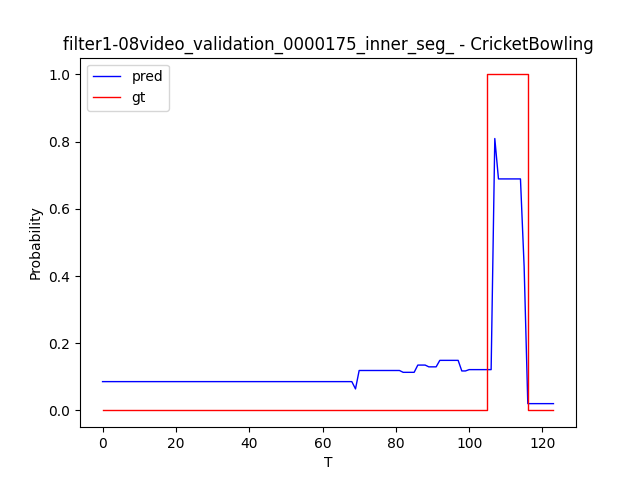 filter1-08video_validation_0000175_inner_seg_ - CricketBowling
pred
gt
1.0
0.8
0.6
0.4
0.2
0.0
Probability
0 20 40 60 80 100 120
T